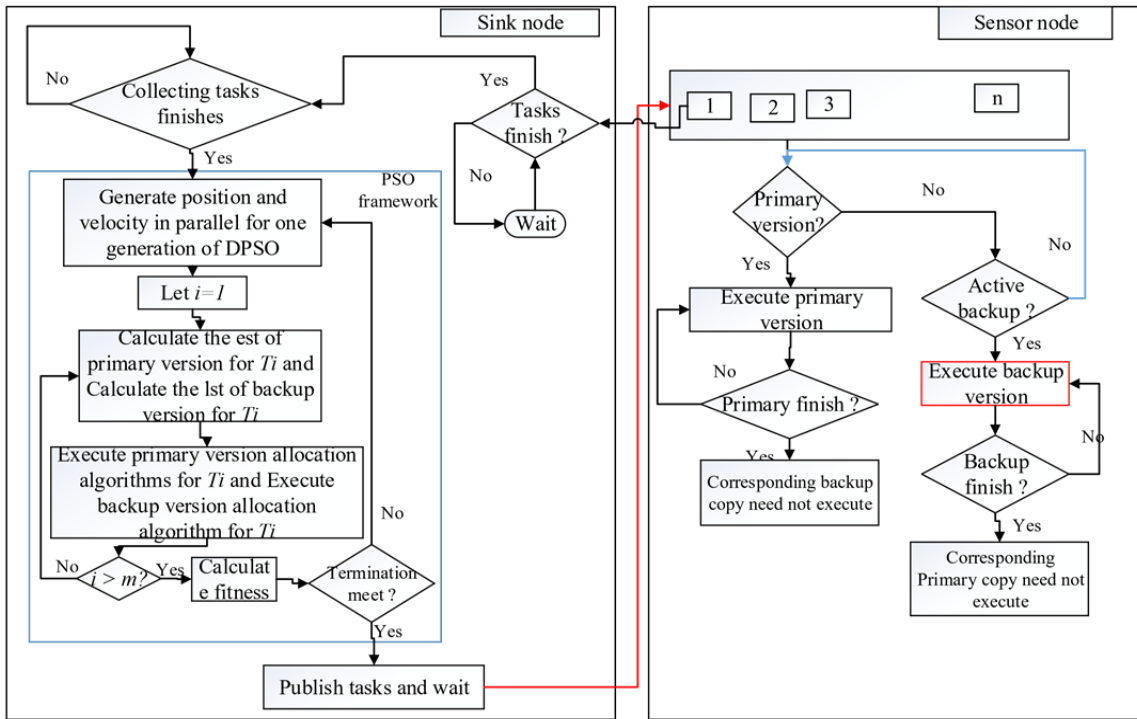 Sink node
No
Collecting tasks
finishes
Yes
Yes
Tasks
finish ?
No
Wait
PSO
framework
Generate position and
velocity in parallel for one
generation of DPSO
Let i=1
Calculate the est of
primary version for Ti and
Calculate the lst of backup
version for Ti
Execute primary version allocation
algorithms for Ti and Execute
backup version allocation
algorithm for Ti
No
i > m?
Yes
Calculat
e fitness
No
Termination
meet ?
Yes
Publish tasks and wait
Sensor node
1
2
3
n
Primary
version?
No
No
Yes
Execute primary
version
No
Primary finish ?
Yes
Corresponding backup
copy need not execute
Active
backup ?
Yes
Execute backup
version
No
Backup
finish ?
Yes
Corresponding
Primary copy need not
execute